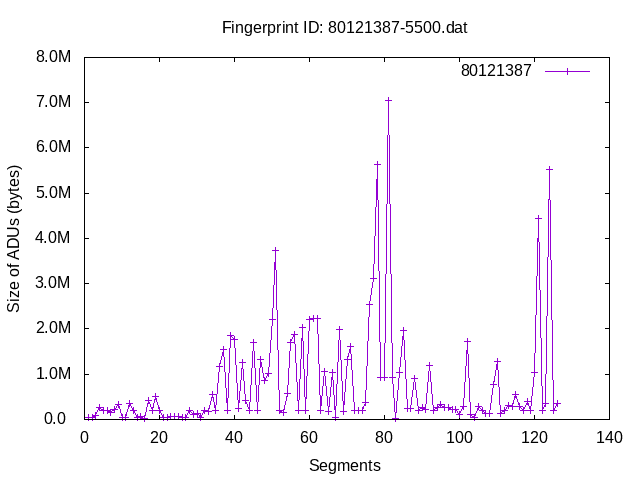 Fingerprint ID: 80121387-5500.dat
80121387
8.0M
7.0M
6.0M
5.0M
4.0M
3.0M
2.0M
1.0M
0.0
Size of ADUs (bytes)
0 20 40 60 80 100 120 140
Segments